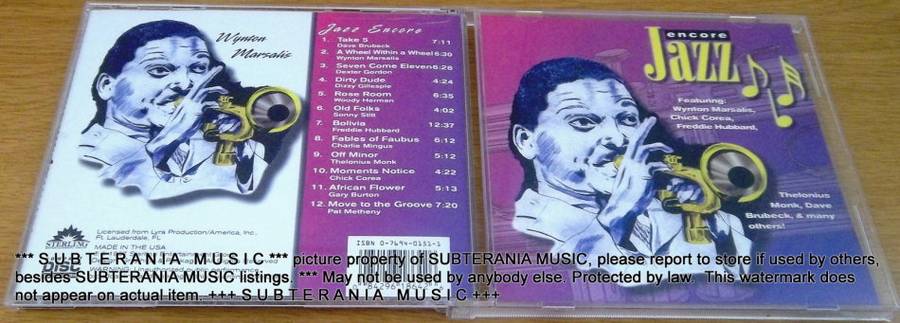 Wynton
Marsalis
Jazz Encore
1. Take 5 7:11
Dave Brubeck
2. A Wheel Within a Wheel 6:30
Wynton Marsalis
3. Seven Come Eleven 6:26
Dexter Gordon
4. Dirty Dude 4:24
Dizzy Gillespie
5. Rose Room 6:35
Woody Herman
6. Old Folks 4:02
Sonny Stitt
7. Bolivia 12:37
Freddie Hubbard
8. Fables of Faubus 6:12
Charlie Mingus
9. Off Minor 5:12
Thelonius Monk
10. Moments Notice 4:22
Chick Corea
11. African Flower 5:13
Gary Burton
12. Move to the Groove 7:20
Pat Metheny
STERLING
Licensed from Lyra Production/America, Inc.
Ft. Lauderdale, FL
MADE IN THE USA
ISBN 0-7694-0151-1
encore
Jazz
Featuring:
Wynton Marsalis,
Chick Corea,
Freddie Hubbard,
Thelonius
Monk, Dave
Brubeck, & many
others!
*** S U B T E R A N I A   M U S I C *** picture property of SUBTERANIA MUSIC, please report to store if used by others,
besides SUBTERANIA MUSIC listings. *** May not be used by anybody else. Protected by law. This watermark does
not appear on actual item. +++ S U B T E R A N I A   M U S I C +++